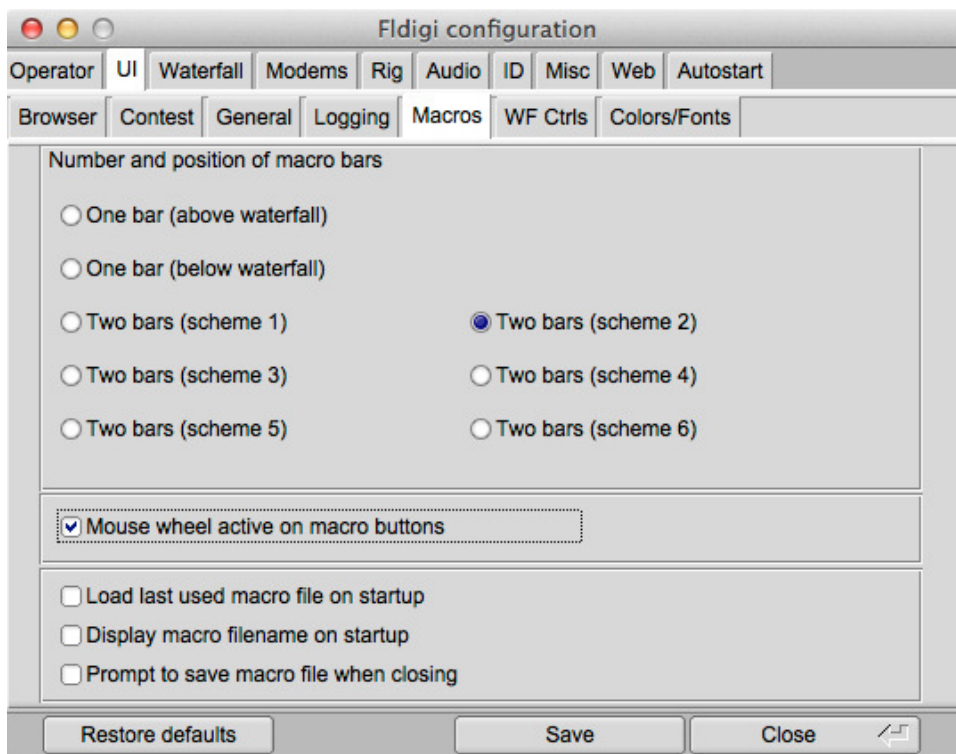 Fldigi configuration
Operator UI Waterfall Modems Rig Audio ID Misc Web Autostart
Browser Contest General Logging Macros WF Ctrls Colors/Fonts
Number and position of macro bars
One bar (above waterfall)
One bar (below waterfall)
Two bars (scheme 1) Two bars (scheme 2)
Two bars (scheme 3) Two bars (scheme 4)
Two bars (scheme 5) Two bars (scheme 6)
Mouse wheel active on macro buttons
Load last used macro file on startup
Display macro filename on startup
Prompt to save macro file when closing
Restore defaults Save Close